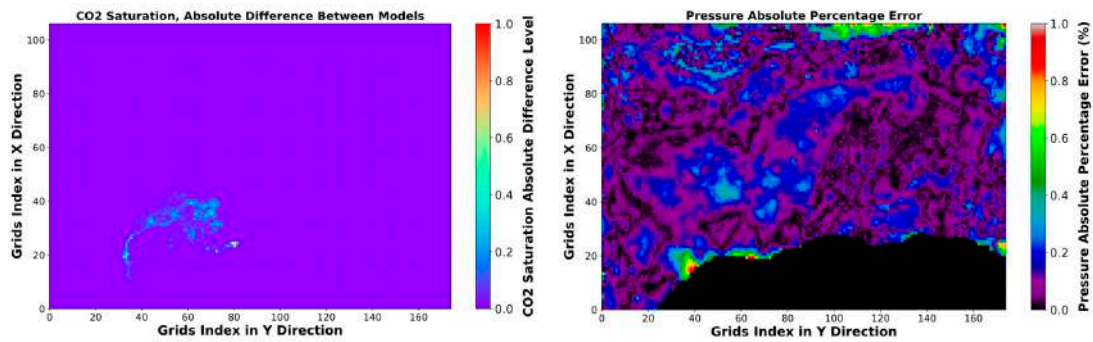 CO2 Saturation, Absolute Difference Between Models
100
80
60
40
20
0
0 20 40 60 80 100 120 140 160
Grids Index in X Direction
Grids Index in Y Direction
1.0
0.8
0.6
0.4
0.2
0.0
CO2 Saturation Absolute Difference Level
Pressure Absolute Percentage Error
100
80
60
40
20
0
0 20 40 60 80 100 120 140 160
Grids Index in X Direction
Grids Index in Y Direction
1.0
0.8
0.6
0.4
0.2
0.0
Pressure Absolute Percentage Error (%)